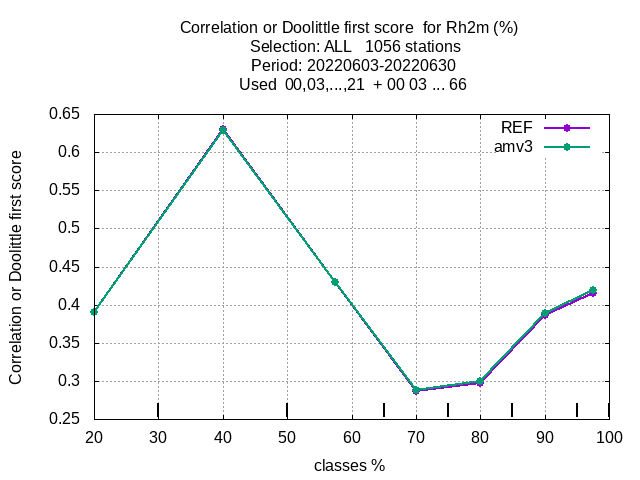 Correlation or Doolittle first score  for Rh2m (%)
Selection: ALL   1056 stations
Period: 20220603-20220630
Used  00,03,...,21  + 00 03 ... 66
Correlation or Doolittle first score
0.65
0.6
0.55
0.5
0.45
0.4
0.35
0.3
0.25
REF
amv3
20 30 40 50 60 70 80 90 100
classes %